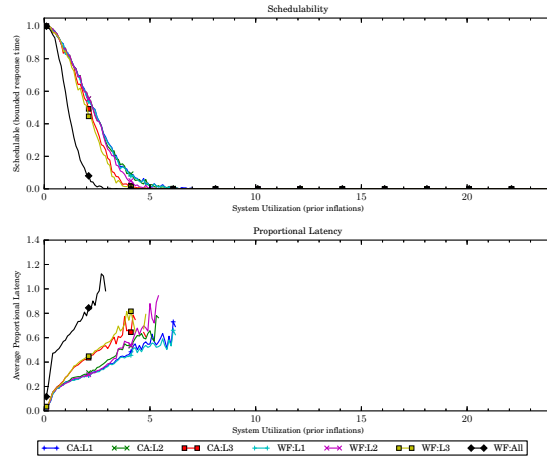 Schedulability
Schedulable (bounded response time)
1.0
0.8
0.6
0.4
0.2
0.0
0 5 10 15 20
System Utilization (prior inflations)
Proportional Latency
Average Proportional Latency
1.4
1.2
1.0
0.8
0.6
0.4
0.2
0.0
0 5 10 15 20
System Utilization (prior inflations)
CA:L1 CA:L2 CA:L3 WF:L1 WF:L2 WF:L3 WF:All